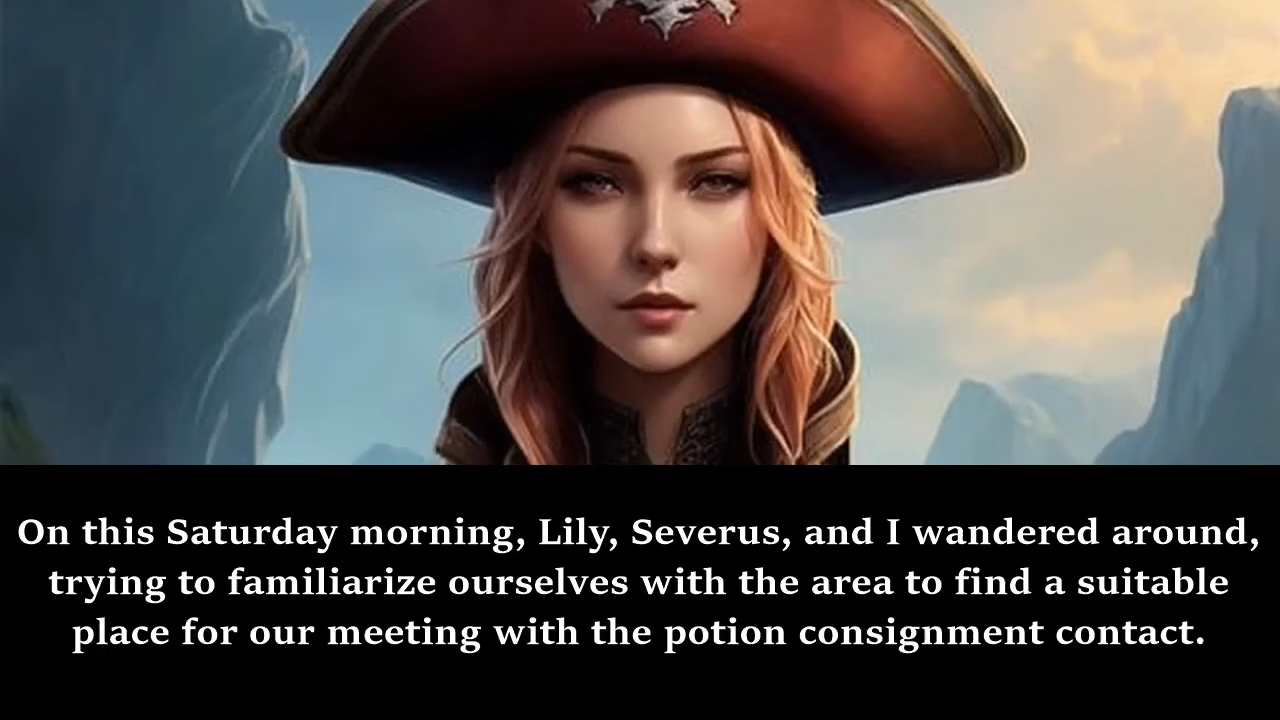 On this Saturday morning, Lily, Severus, and I wandered around,
trying to familiarize ourselves with the area to find a suitable
place for our meeting with the potion consignment contact.